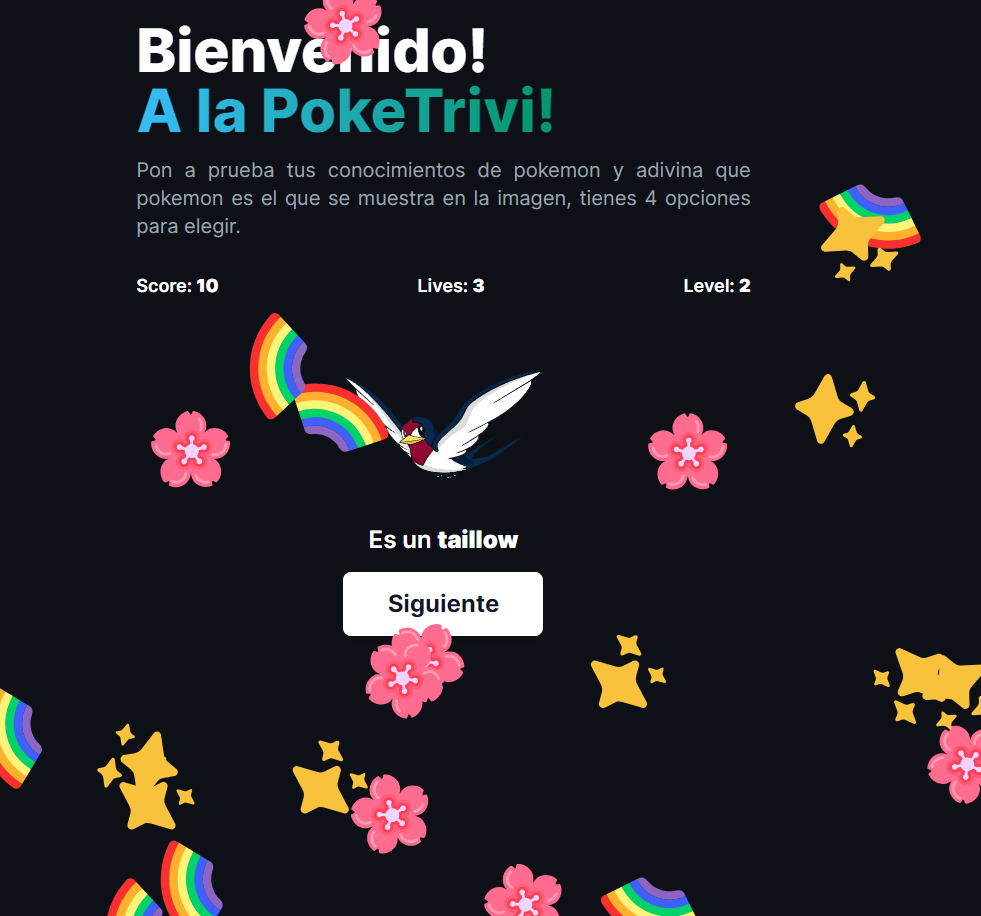 Bienvenido!
A la PokeTrivi!
Pon a prueba tus conocimientos de pokemon y adivina que
pokemon es el que se muestra en la imagen, tienes 4 opciones
para elegir.
Score: 10 Lives: 3 Level: 2
Es un taillow
Siguiente